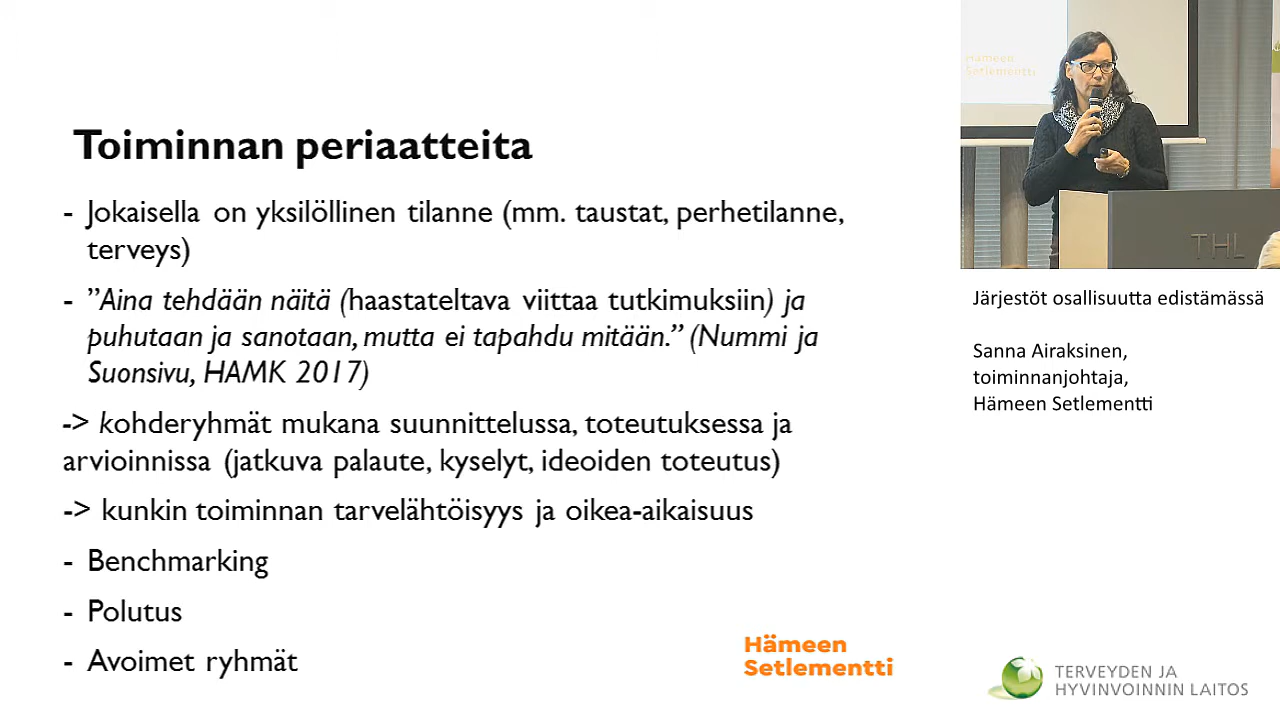 Toiminnan periaatteita
- Jokaisella on yksilöllinen tilanne (mm. taustat, perhetilanne,
terveys)
- ”Aina tehdään näitä (haastateltava viittaa tutkimuksiin) ja
puhutaan ja sanotaan, mutta ei tapahdu mitään.” (Nummi ja
Suonsivu, HAMK 2017)
-> kohderyhmät mukana suunnittelussa, toteutuksessa ja
arvioinnissa (jatkuva palaute, kyselyt, ideoiden toteutus)
-> kunkin toiminnan tarvelähtöisyys ja oikea-aikaisuus
- Benchmarking
- Polutus
- Avoimet ryhmät
Hämeen
Setlementti
Hämeen
Setlementti
THL
Järjestöt osallisuutta edistämässä
Sanna Airaksinen,
toiminnanjohtaja,
Hämeen Setlementti
TERVEYDEN JA
HYVINVOINNIN LAITOS